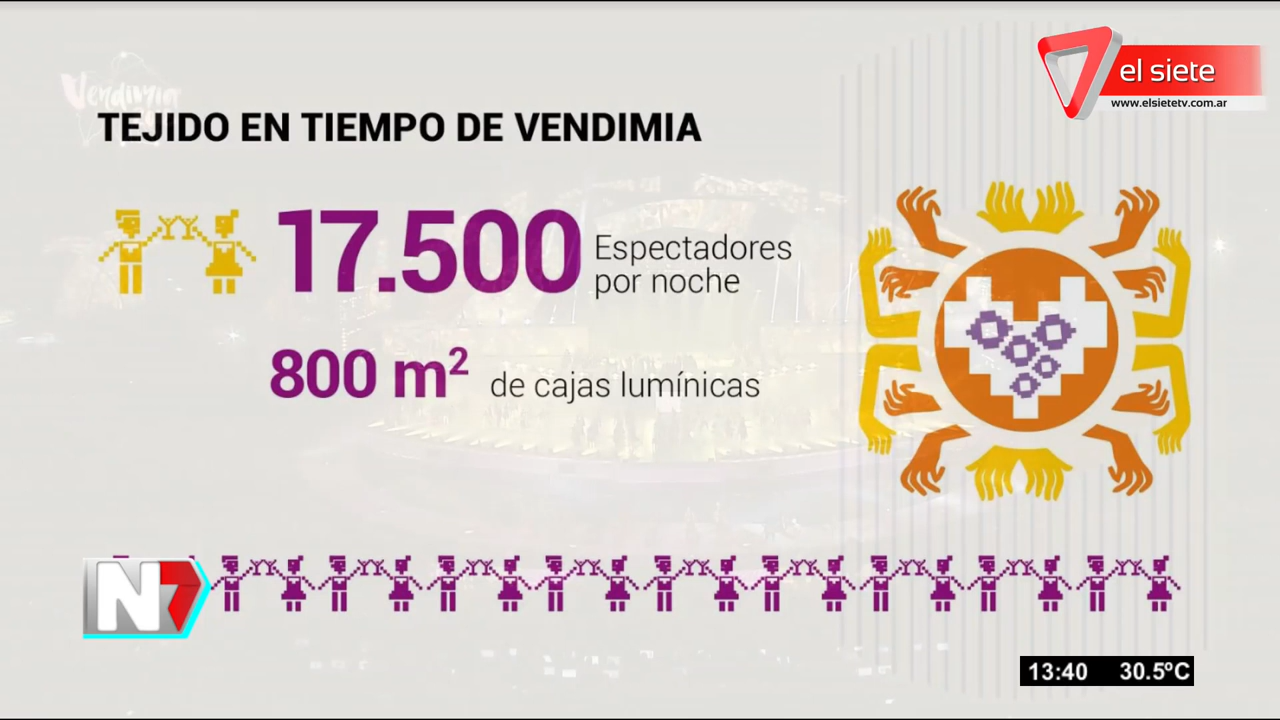 el siete
www.elsietetv.com.ar
Vendimia
TEJIDO EN TIEMPO DE VENDIMIA
17.500 Espectadores
por noche
800 m² de cajas lumínicas
N7
13:40 30.5ºC